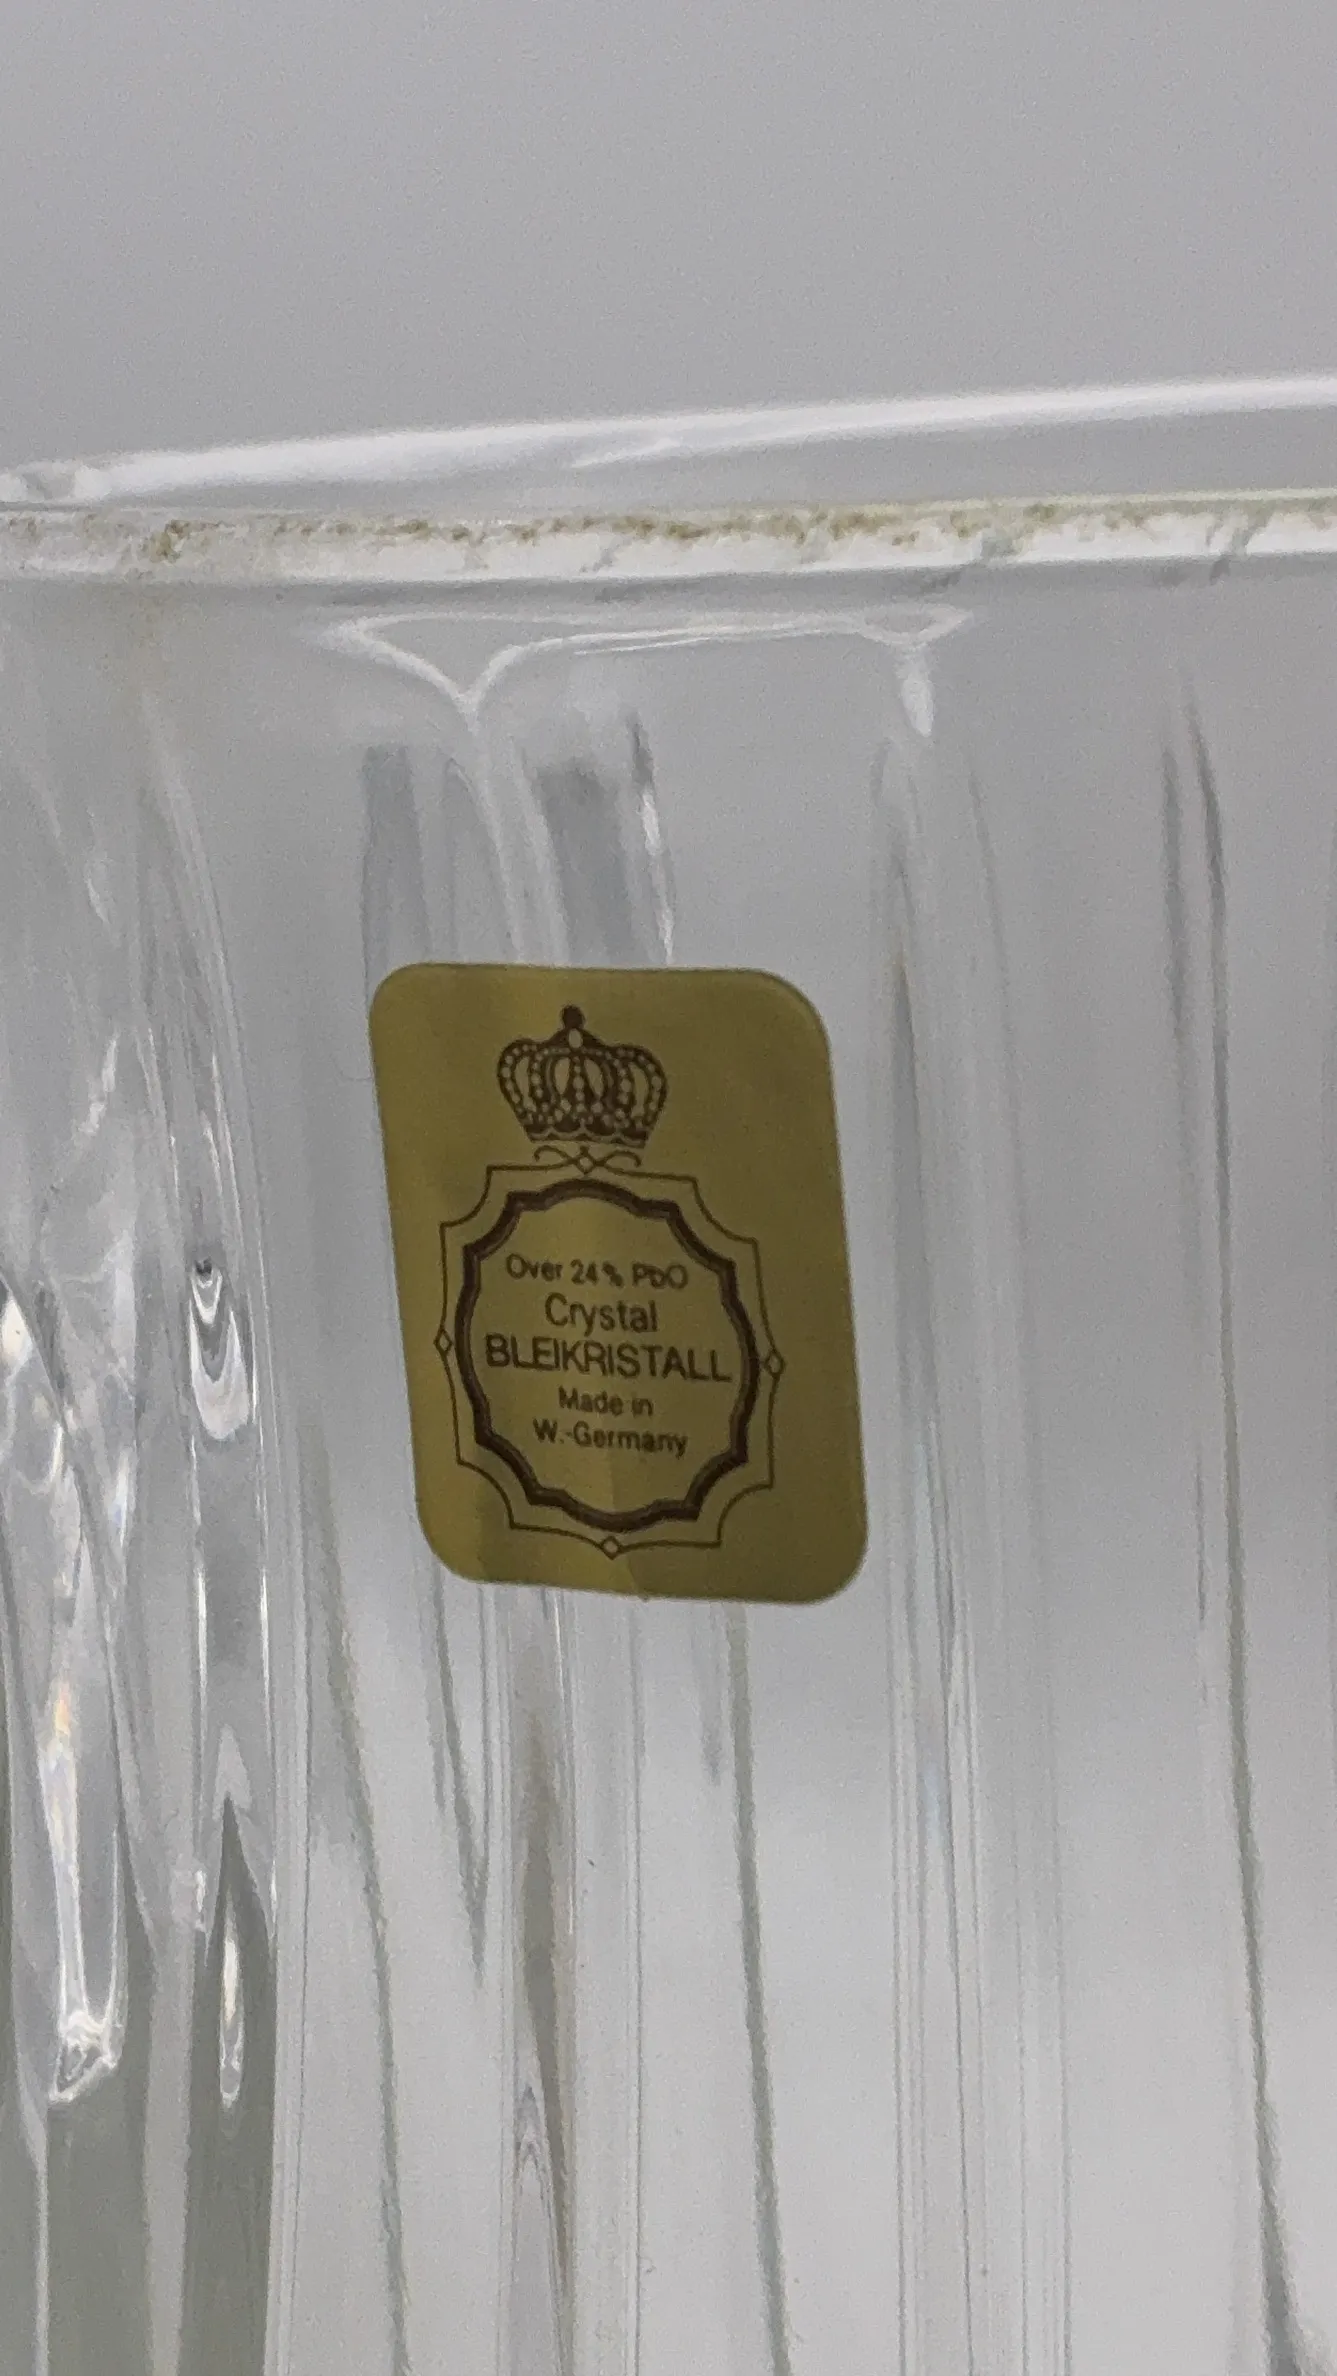 Over 24% PbO
Crystal
BLEIKRISTALL
Made in
W.-Germany